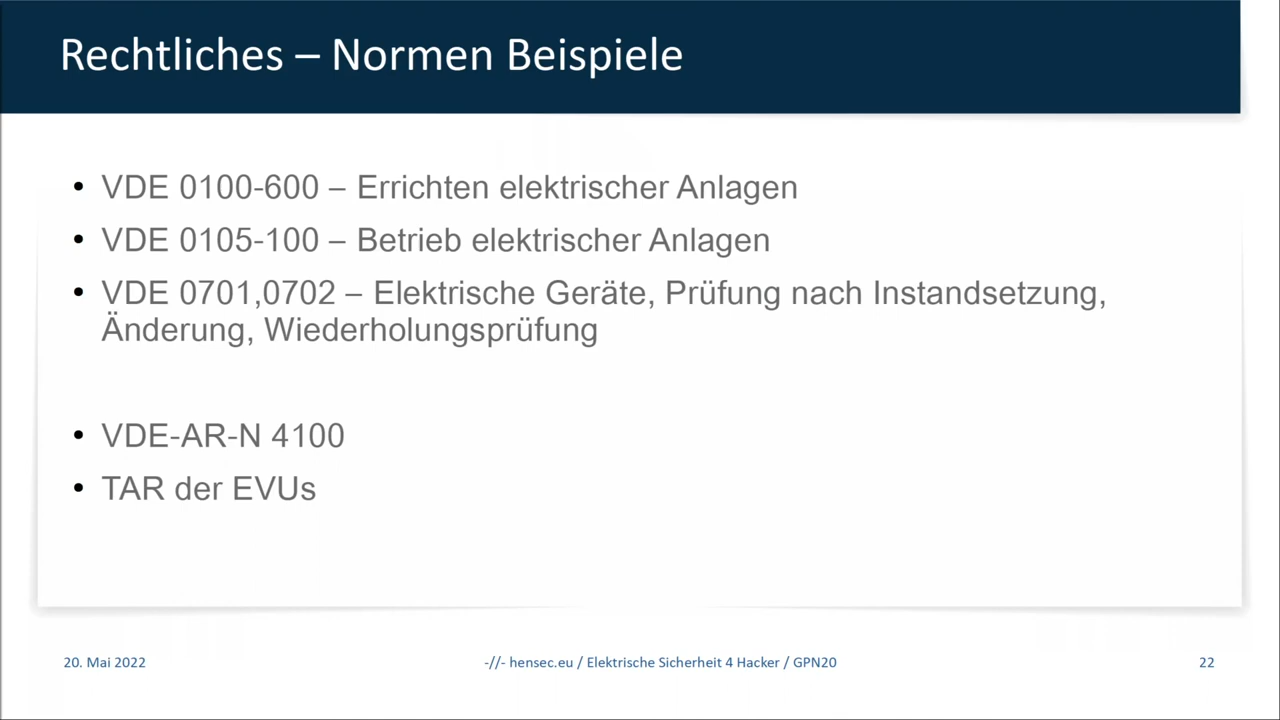 Rechtliches – Normen Beispiele
• VDE 0100-600 – Errichten elektrischer Anlagen
• VDE 0105-100 – Betrieb elektrischer Anlagen
• VDE 0701,0702 – Elektrische Geräte, Prüfung nach Instandsetzung,
Änderung, Wiederholungsprüfung
• VDE-AR-N 4100
• TAR der EVUs
20. Mai 2022
-//- hensec.eu / Elektrische Sicherheit 4 Hacker / GPN20
22